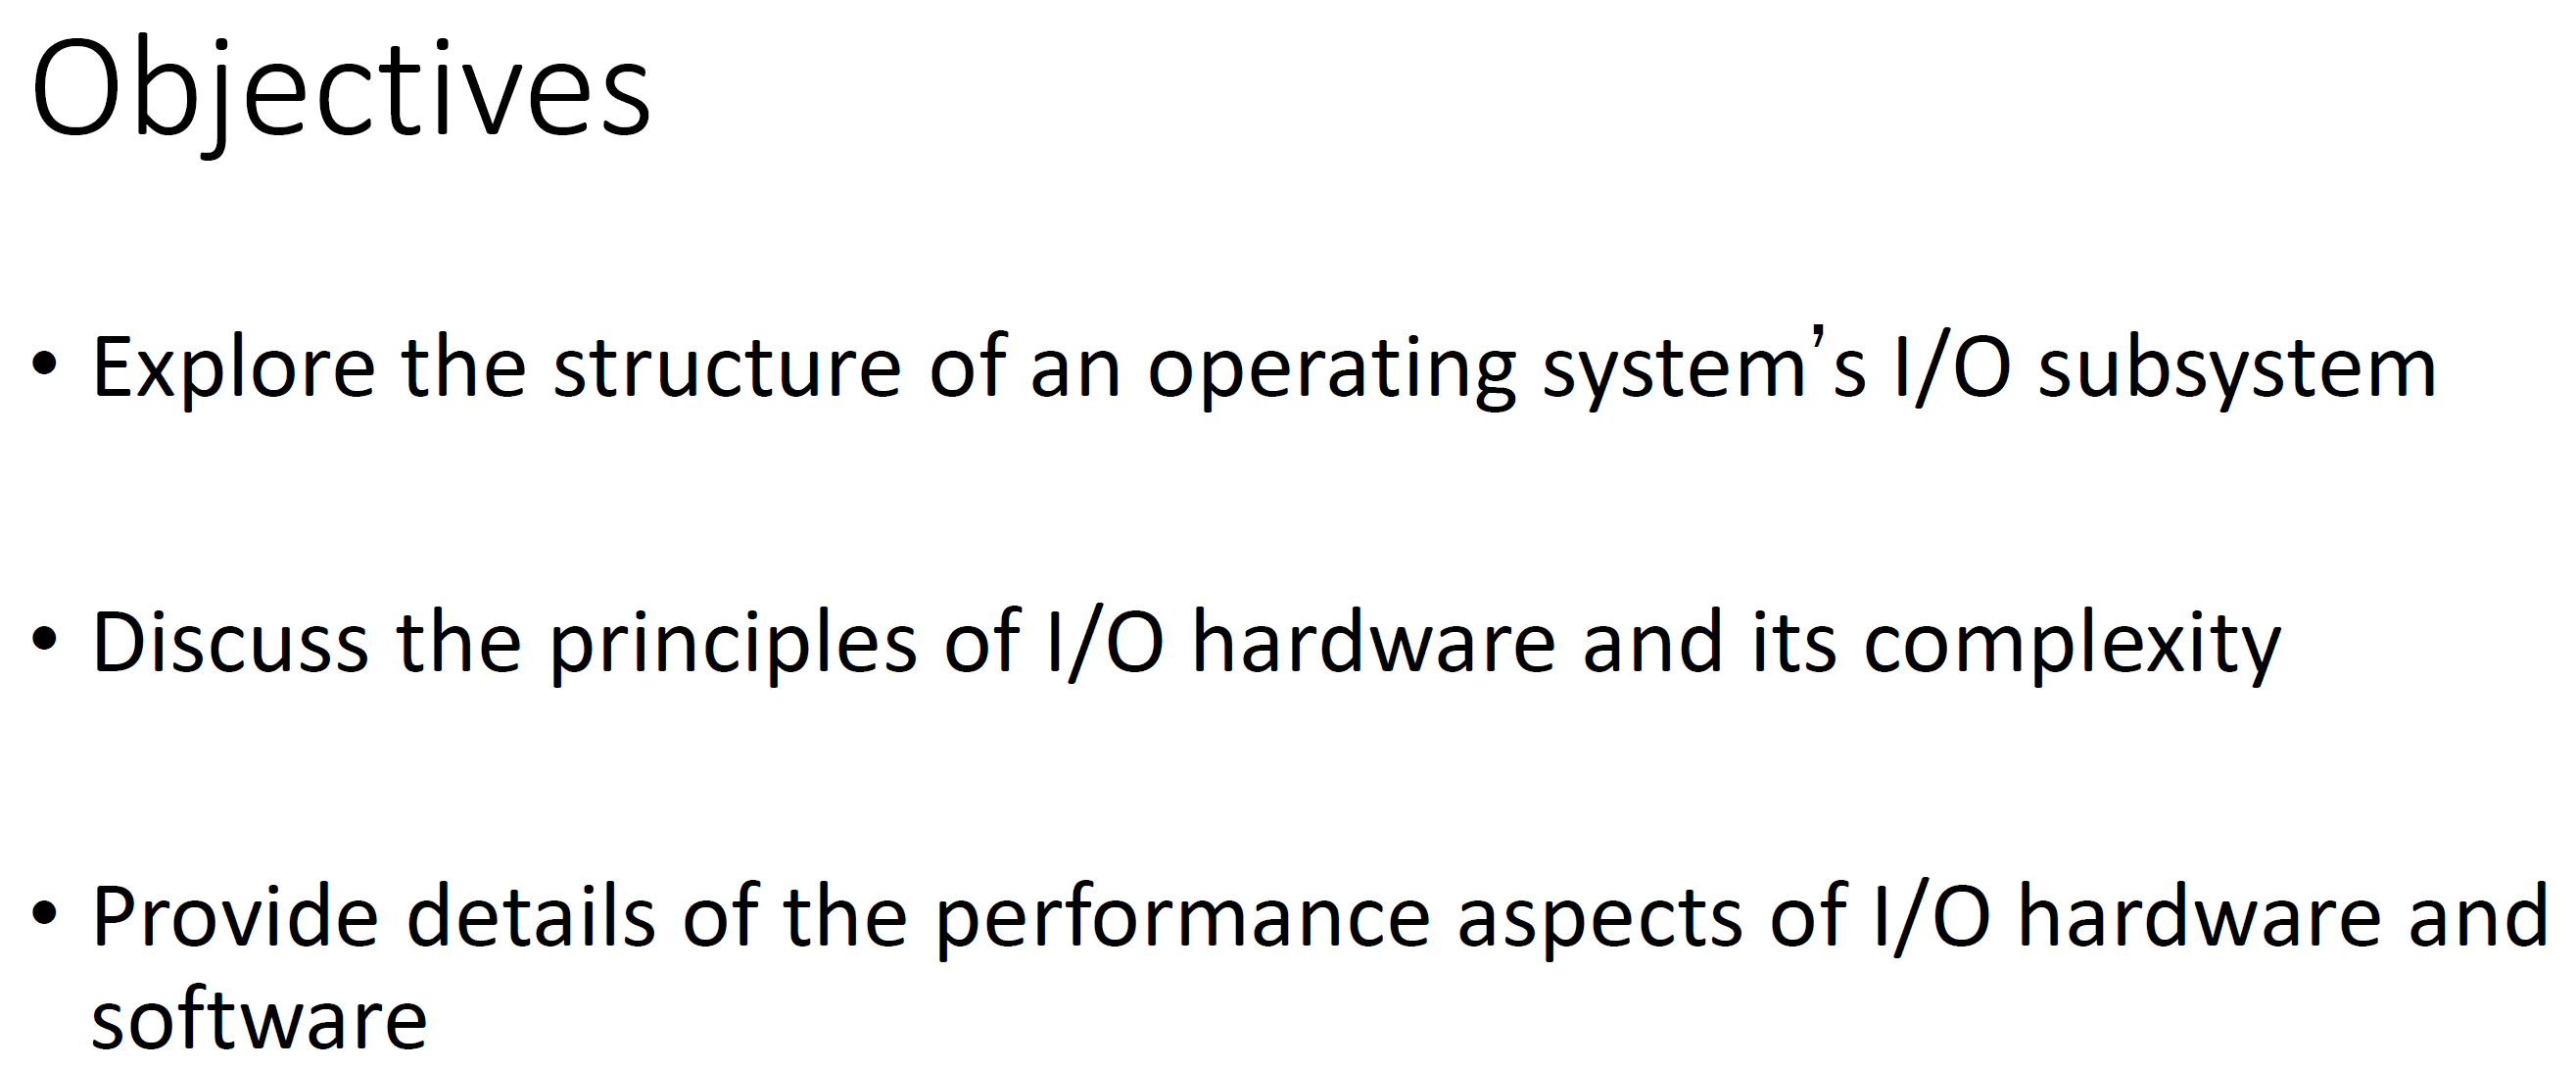 Objectives
• Explore the structure of an operating system’s I/O subsystem
• Discuss the principles of I/O hardware and its complexity
• Provide details of the performance aspects of I/O hardware and
software